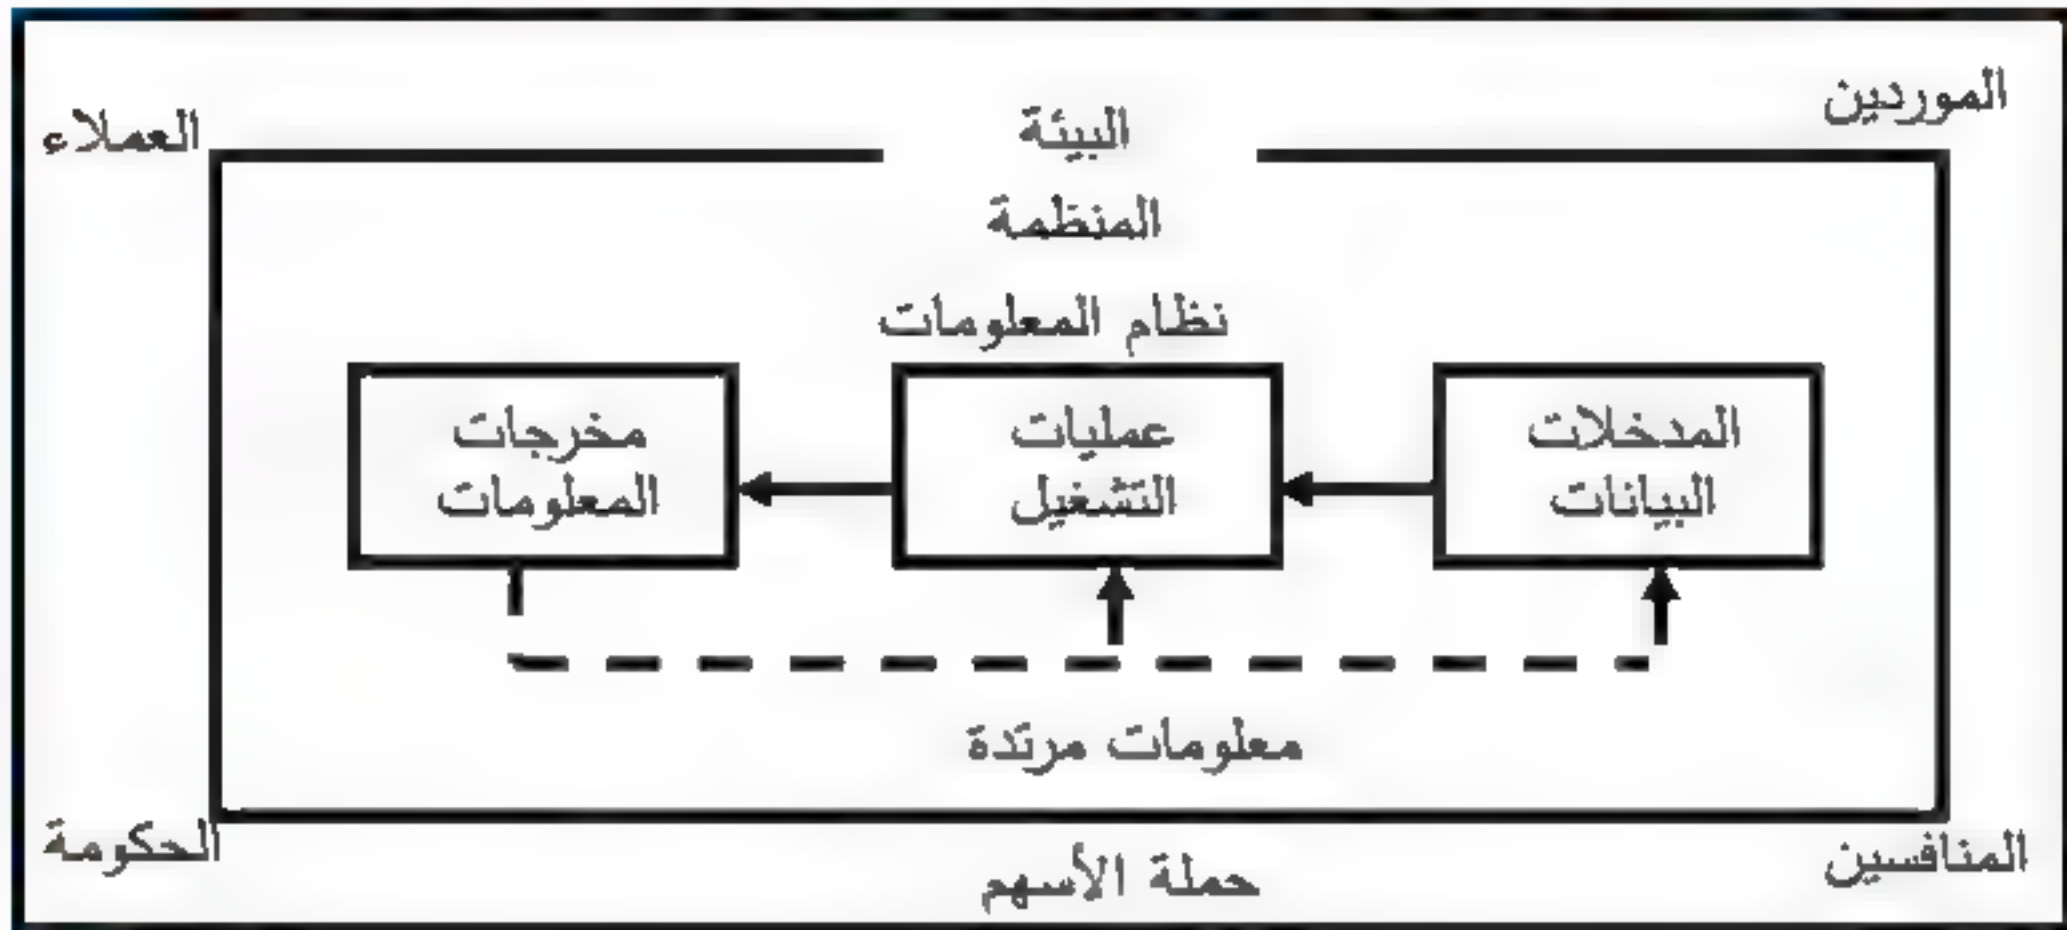 الموردين
البيئة
العملاء
المنظمة
نظام المعلومات
المدخلات
البيانات
عمليات
التشغيل
مخرجات
المعلومات
معلومات مرتدة
المنافسين
حملة الأسهم
الحكومة